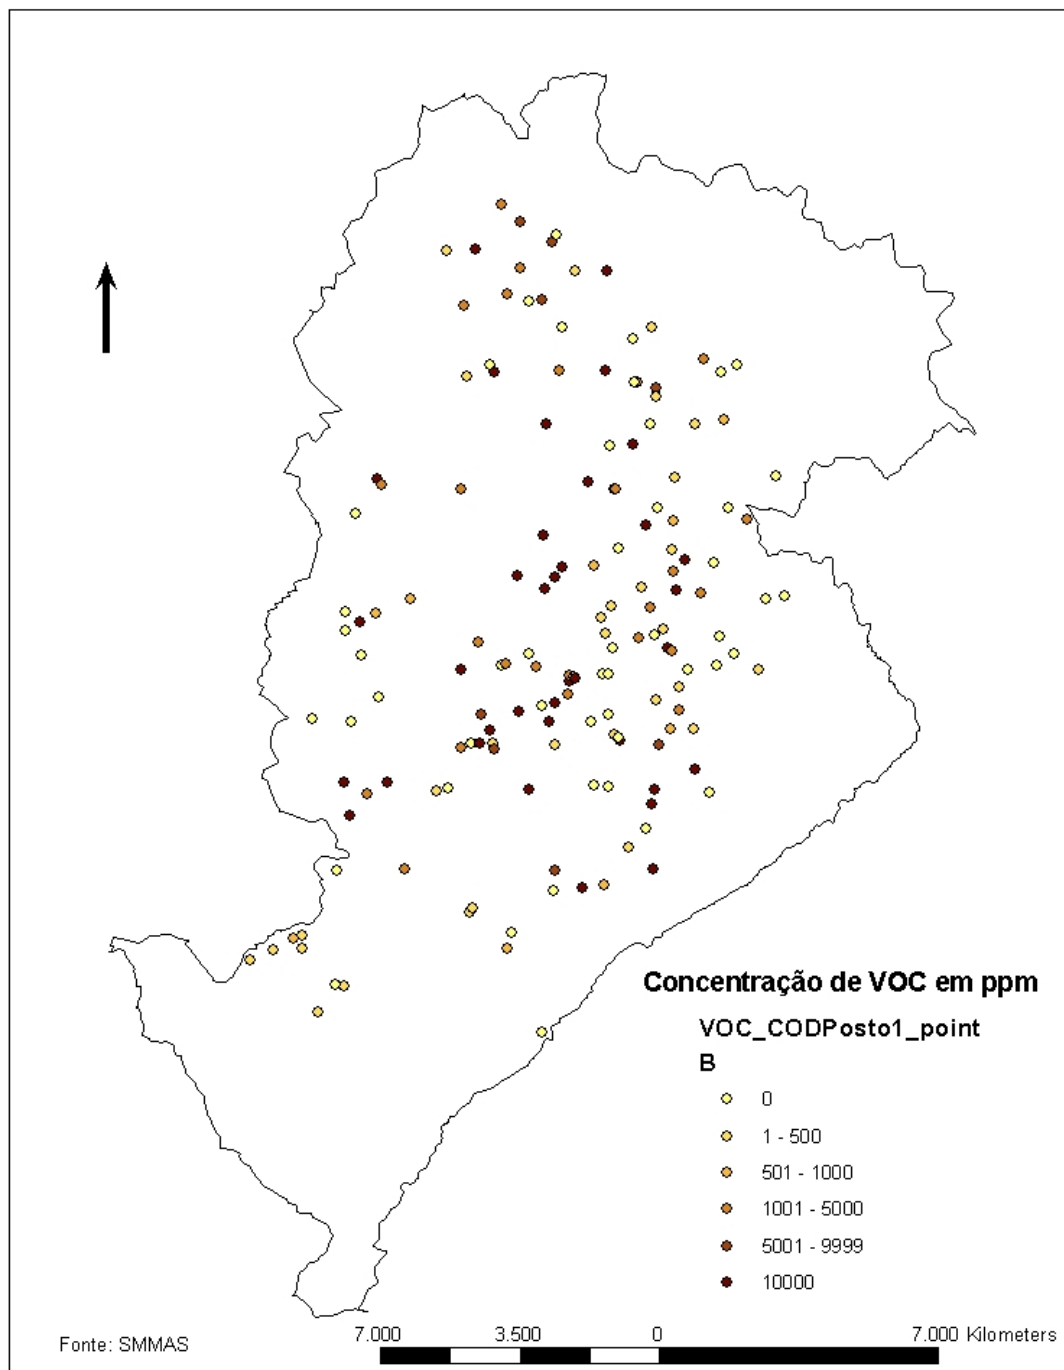 Concentração de VOC em ppm
VOC_CODPosto1_point
B
0
1 - 500
501 - 1000
1001 - 5000
5001 - 9999
10000
Fonte: SMMAS
7.000 3.500 0 7.000 Kilometers